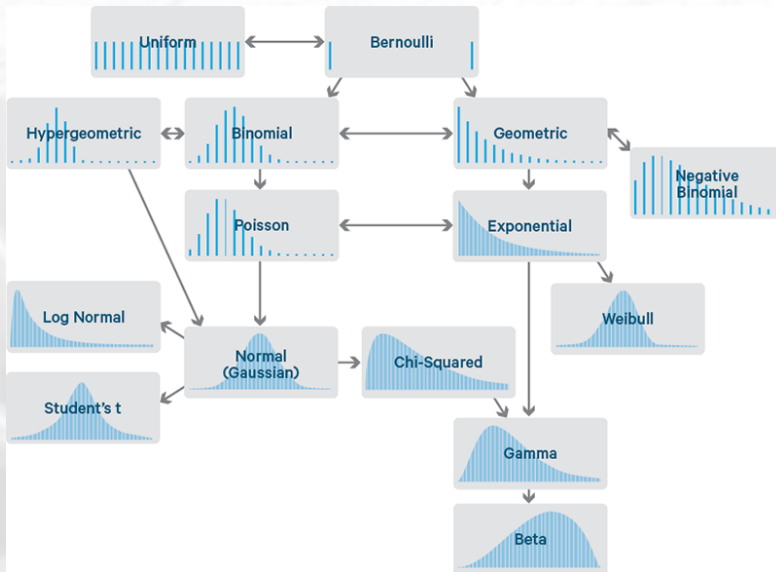 Uniform
Bernoulli
Hypergeometric
Binomial
Geometric
Negative
Binomial
Poisson
Exponential
Log Normal
Weibull
Normal
(Gaussian)
Chi-Squared
Student's t
Gamma
Beta